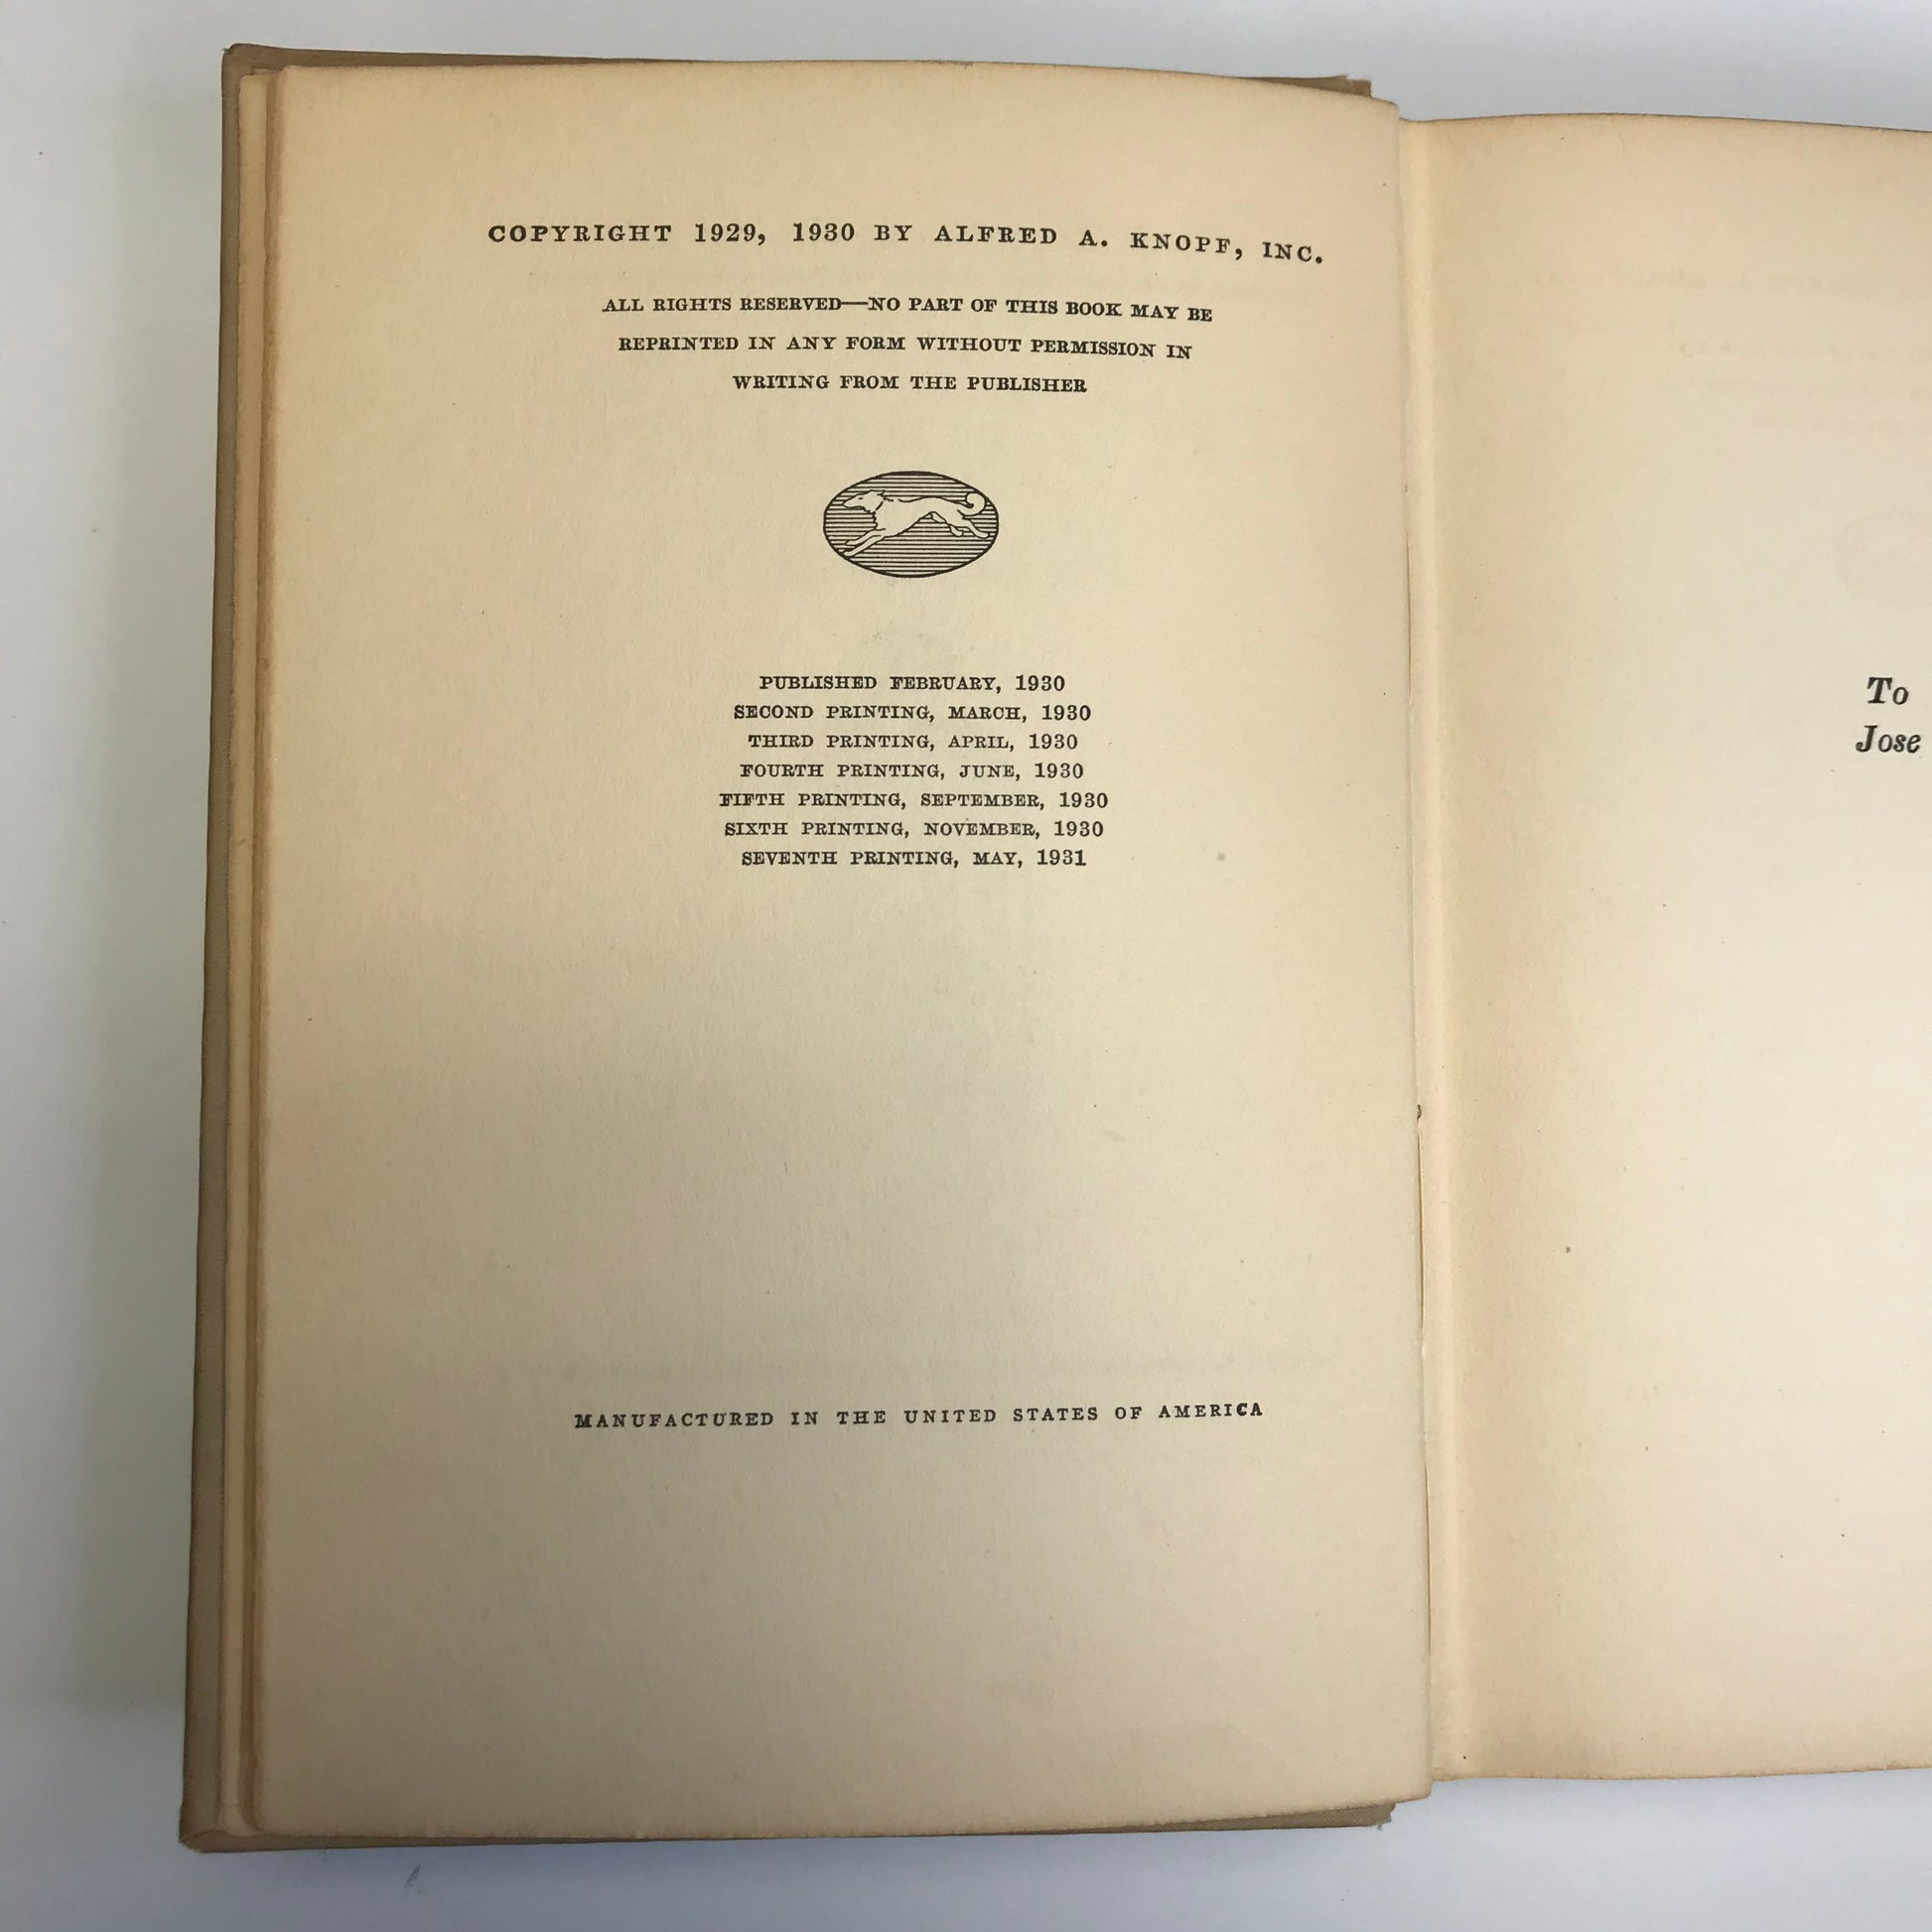 COPYRIGHT 1929, 1930 BY ALFRED A. KNOPF, INC.
ALL RIGHTS RESERVED—NO PART OF THIS BOOK MAY BE
REPRINTED IN ANY FORM WITHOUT PERMISSION IN
WRITING FROM THE PUBLISHER
PUBLISHED FEBRUARY, 1930
SECOND PRINTING, MARCH, 1930
THIRD PRINTING, APRIL, 1930
FOURTH PRINTING, JUNE, 1930
FIFTH PRINTING, SEPTEMBER, 1930
SIXTH PRINTING, NOVEMBER, 1930
SEVENTH PRINTING, MAY, 1931
MANUFACTURED IN THE UNITED STATES OF AMERICA
To
Jose